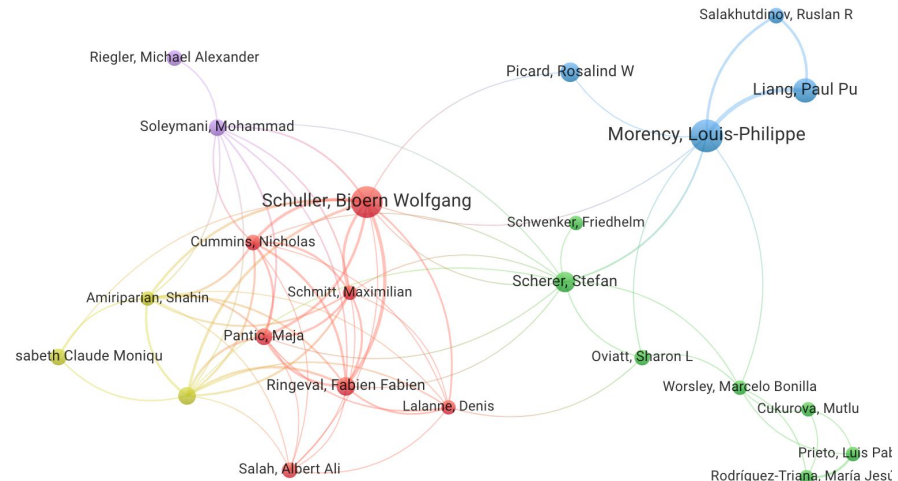 Salakhutdinov, Ruslan R
Riegler, Michael Alexander
Picard, Rosalind W
Liang, Paul Pu
Soleymani, Mohammad
Morency, Louis-Philippe
Schuller, Bjoern Wolfgang
Schwenker, Friedhelm
Cummins, Nicholas
Scherer, Stefan
Schmitt, Maximilian
Amiriparian, Shahin
Pantic, Maja
sabeth Claude Moniqu
Oviatt, Sharon L
Ringeval, Fabien Fabien
Worsley, Marcelo Bonilla
Lalanne, Denis
Cukurova, Mutlu
Prieto, Luis Pab
Salah, Albert Ali
Rodríguez-Triana, María Jesú